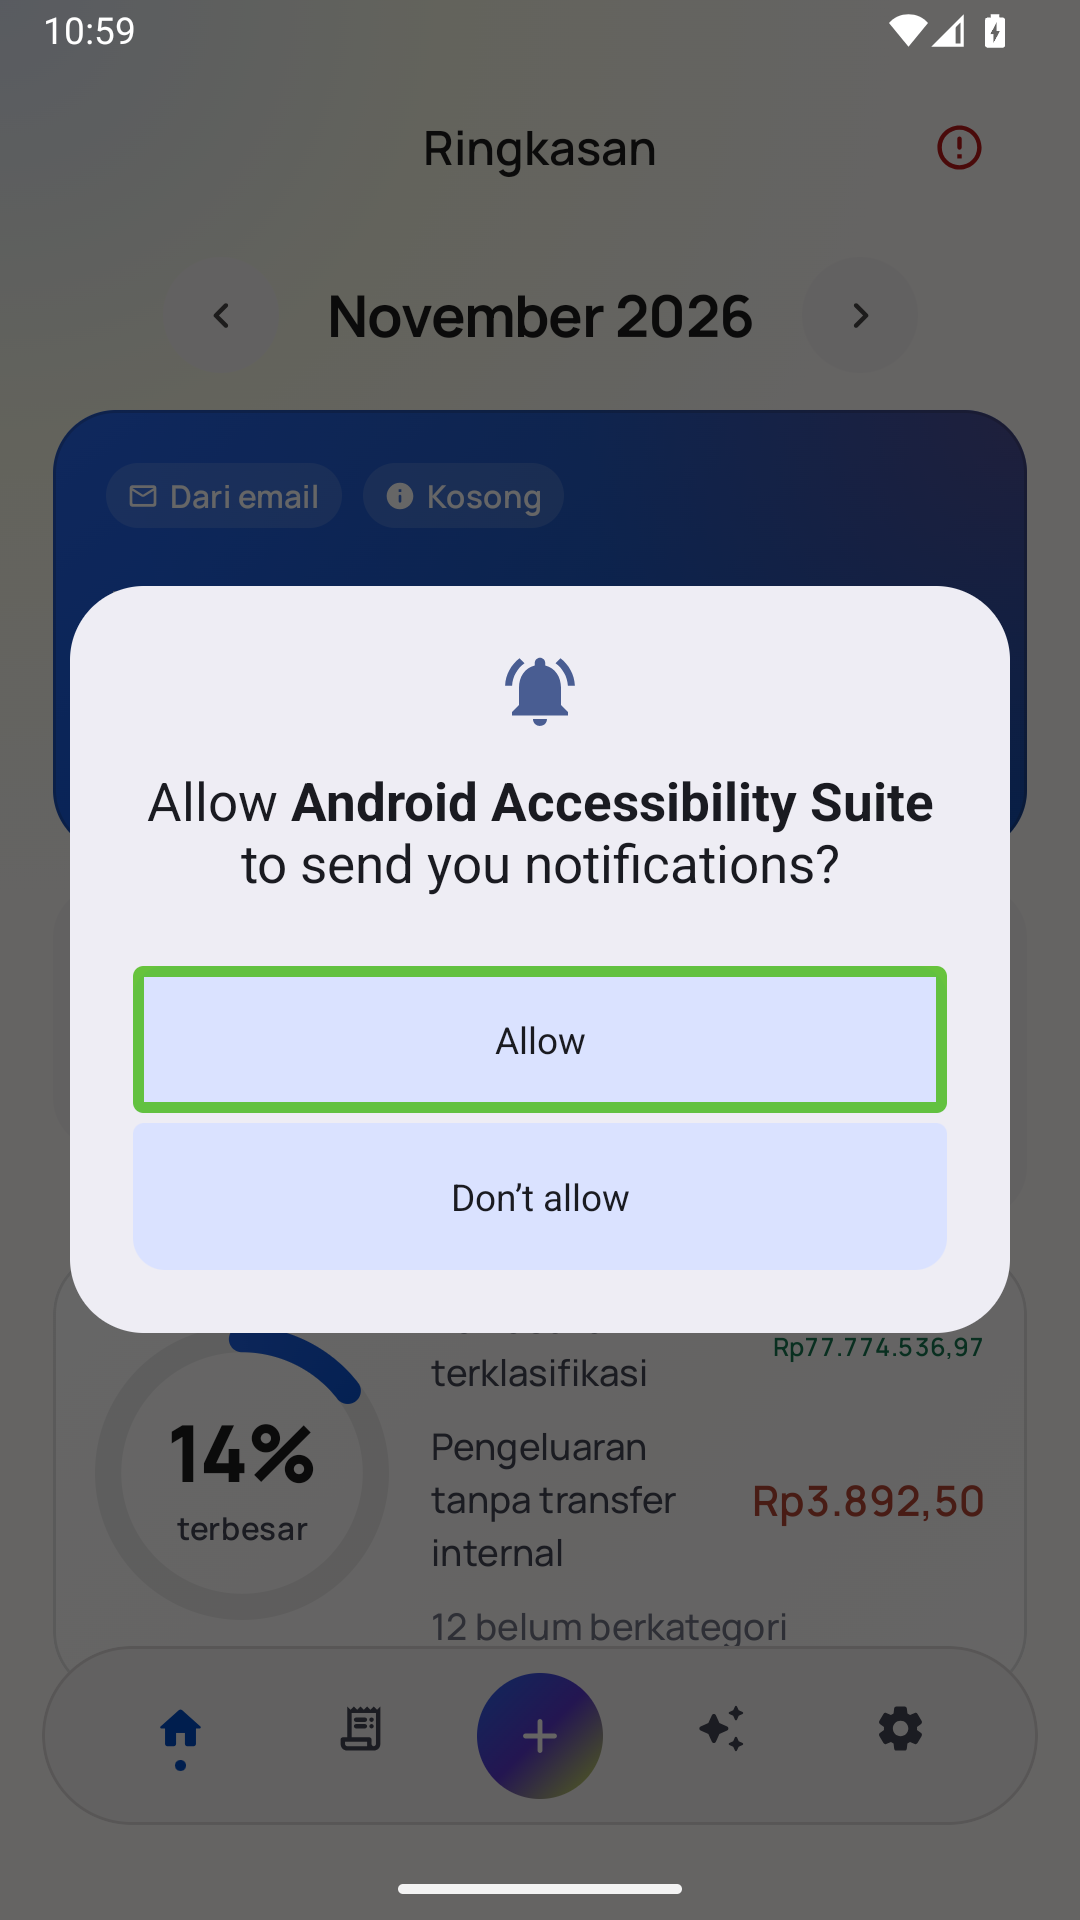 10:59
Ringkasan
November 2026
Dari email
Kosong
Allow Android Accessibility Suite
to send you notifications?
Allow
Don’t allow
14%
terbesar
terklasifikasi
Rp77.774.536,97
Pengeluaran
tanpa transfer
internal
Rp3.892,50
12 belum berkategori